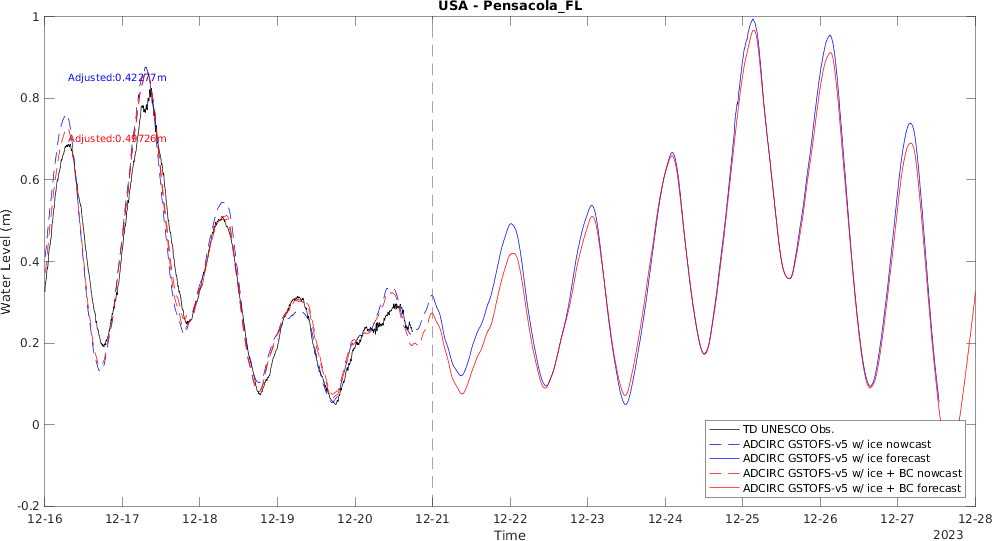 USA - Pensacola_FL
1
0.8
0.6
0.4
0.2
0
-0.2
Water Level (m)
Adjusted:0.42277m
Adjusted:0.49726m
TD UNESCO Obs.
ADCIRC GSTOFS-v5 w/ ice nowcast
ADCIRC GSTOFS-v5 w/ ice forecast
ADCIRC GSTOFS-v5 w/ ice + BC nowcast
ADCIRC GSTOFS-v5 w/ ice + BC forecast
12-16 12-17 12-18 12-19 12-20 12-21 12-22 12-23 12-24 12-25 12-26 12-27 12-28
Time
2023